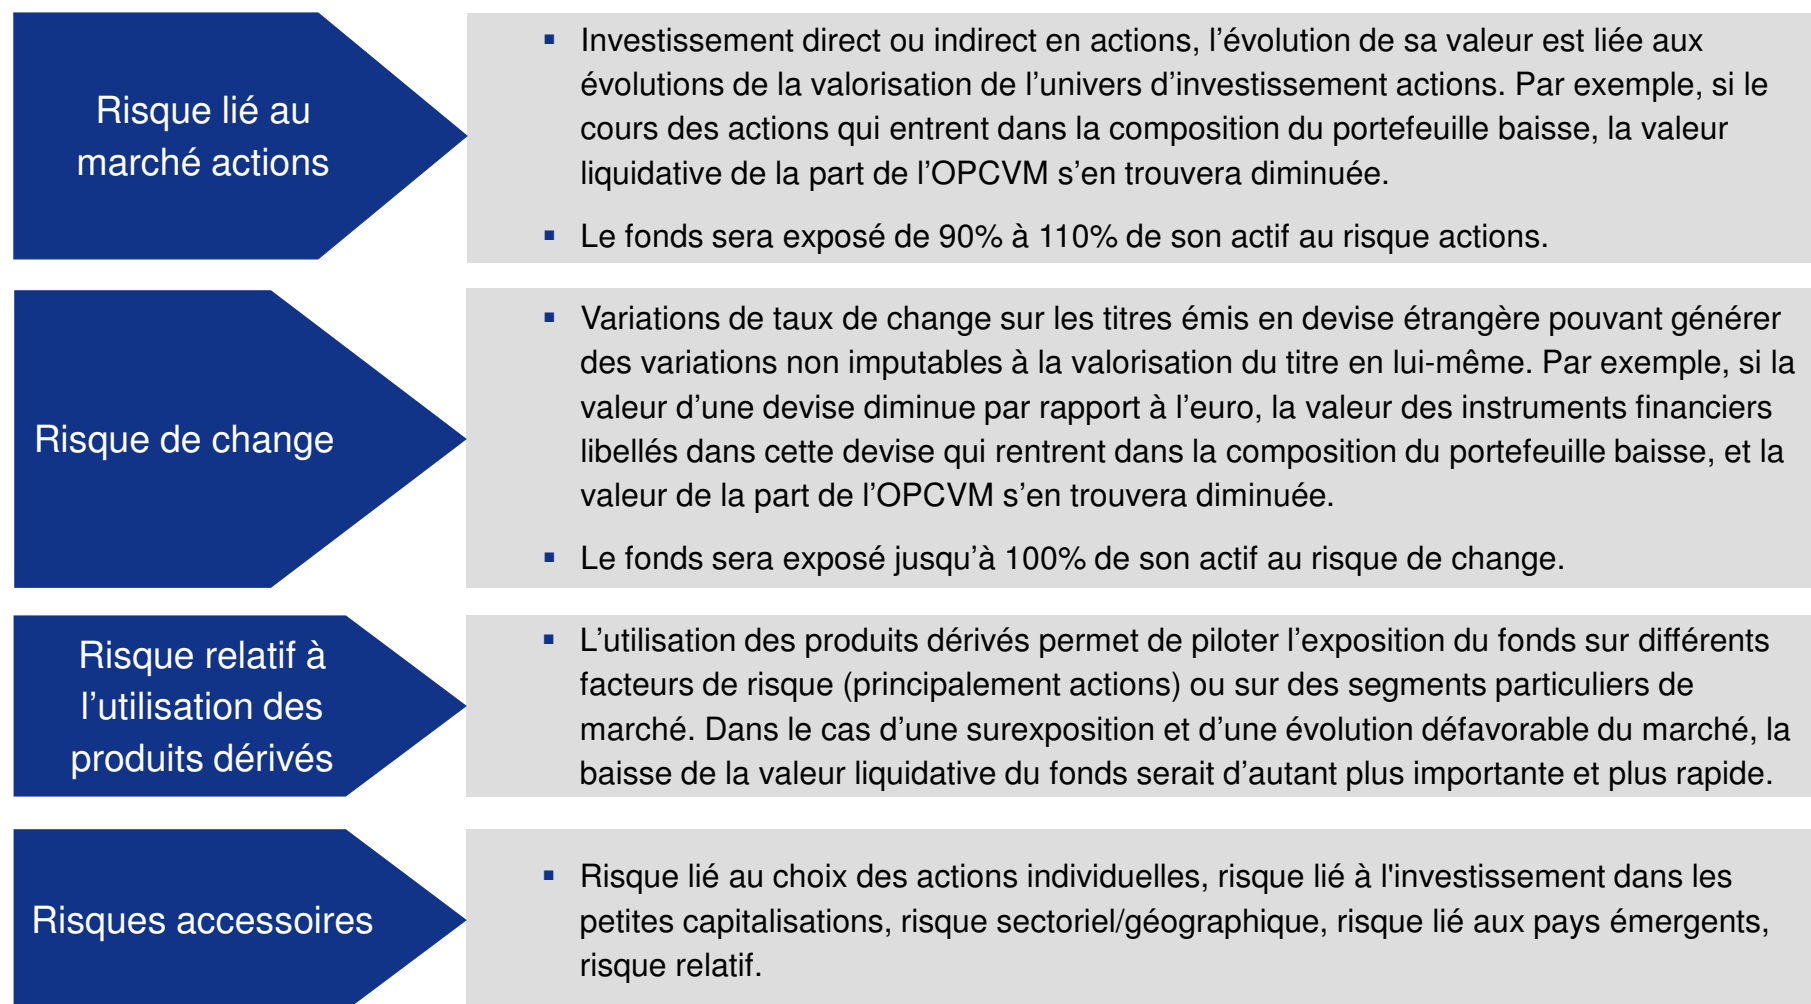 Risque lié au
marché actions
▪ Investissement direct ou indirect en actions, l’évolution de sa valeur est liée aux
évolutions de la valorisation de l’univers d’investissement actions. Par exemple, si le
cours des actions qui entrent dans la composition du portefeuille baisse, la valeur
liquidative de la part de l’OPCVM s’en trouvera diminuée.
▪ Le fonds sera exposé de 90% à 110% de son actif au risque actions.
Risque de change
▪ Variations de taux de change sur les titres émis en devise étrangère pouvant générer
des variations non imputables à la valorisation du titre en lui-même. Par exemple, si la
valeur d’une devise diminue par rapport à l’euro, la valeur des instruments financiers
libellés dans cette devise qui rentrent dans la composition du portefeuille baisse, et la
valeur de la part de l’OPCVM s’en trouvera diminuée.
▪ Le fonds sera exposé jusqu’à 100% de son actif au risque de change.
Risque relatif à
l’utilisation des
produits dérivés
▪ L’utilisation des produits dérivés permet de piloter l’exposition du fonds sur différents
facteurs de risque (principalement actions) ou sur des segments particuliers de
marché. Dans le cas d’une surexposition et d’une évolution défavorable du marché, la
baisse de la valeur liquidative du fonds serait d’autant plus importante et plus rapide.
Risques accessoires
▪ Risque lié au choix des actions individuelles, risque lié à l'investissement dans les
petites capitalisations, risque sectoriel/géographique, risque lié aux pays émergents,
risque relatif.